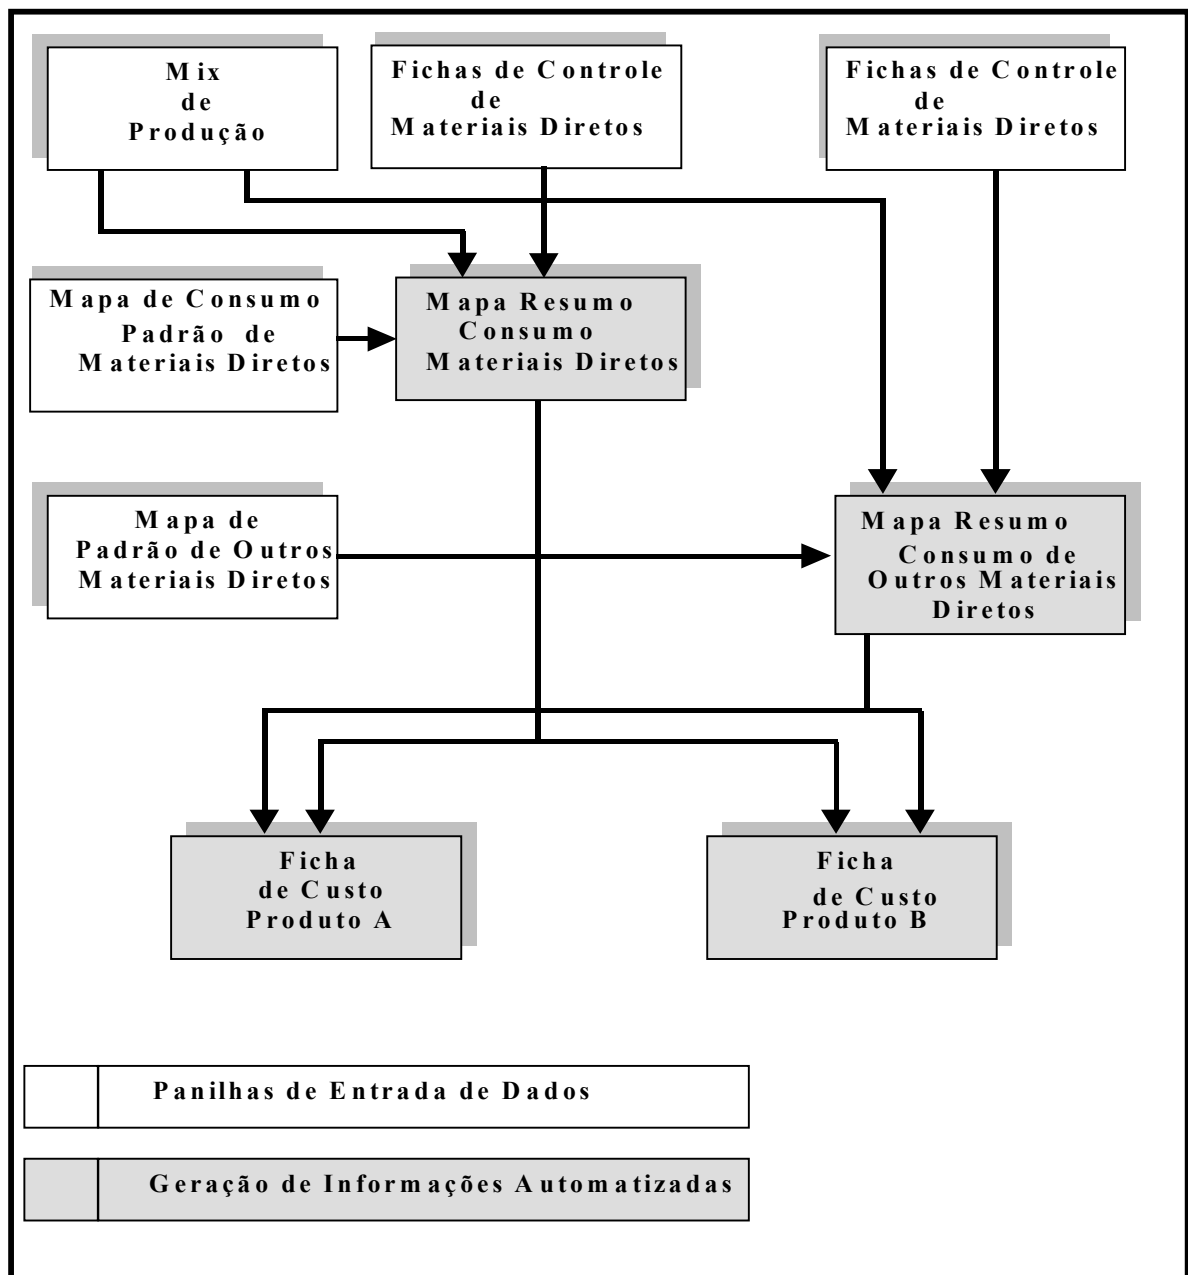 Mix
de
Produção
Fichas de Controle
de
Materiais Diretos
Fichas de Controle
de
Materiais Diretos
Mapa de Consumo
Padrão de
Materiais Diretos
Mapa Resumo
Consumo
Materiais Diretos
Mapa de
Padrão de Outros
Materiais Diretos
Mapa Resumo
Consumo de
Outros Materiais
Diretos
Ficha
de Custo
Produto A
Ficha
de Custo
Produto B
Panilhas de Entrada de Dados
Geração de Informações Automatizadas